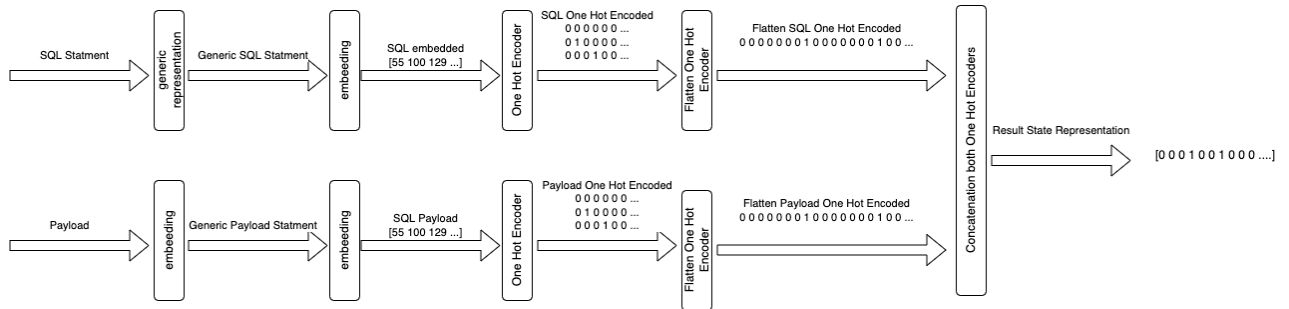 SQL Statment
generic
representation
Generic SQL Statment
embeeding
SQL embedded
[55 100 129 ...]
One Hot Encoder
SQL One Hot Encoded
0 0 0 0 0 0 ...
0 1 0 0 0 0 ...
0 0 0 1 0 0 ...
Flatten One Hot
Encoder
Flatten SQL One Hot Encoded
0 0 0 0 0 0 0 1 0 0 0 0 0 0 0 1 0 0 ...
Payload
embeeding
Generic Payload Statment
embeeding
SQL Payload
[55 100 129 ...]
One Hot Encoder
Payload One Hot Encoded
0 0 0 0 0 0 ...
0 1 0 0 0 0 ...
0 0 0 1 0 0 ...
Flatten One Hot
Encoder
Flatten Payload One Hot Encoded
0 0 0 0 0 0 0 1 0 0 0 0 0 0 0 1 0 0 ...
Concatenation both One Hot Encoders
Result State Representation
[0 0 0 1 0 0 1 0 0 0 ....]